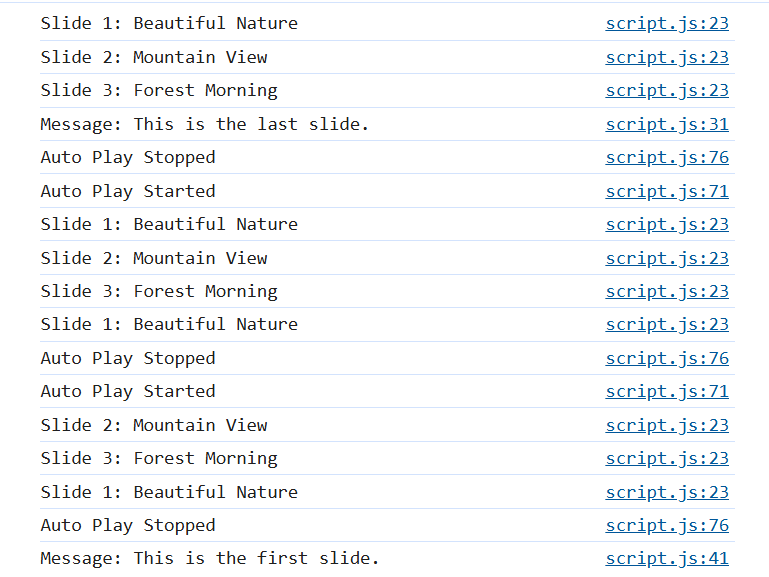 Slide 1: Beautiful Nature script.js:23
Slide 2: Mountain View script.js:23
Slide 3: Forest Morning script.js:23
Message: This is the last slide. script.js:31
Auto Play Stopped script.js:76
Auto Play Started script.js:71
Slide 1: Beautiful Nature script.js:23
Slide 2: Mountain View script.js:23
Slide 3: Forest Morning script.js:23
Slide 1: Beautiful Nature script.js:23
Auto Play Stopped script.js:76
Auto Play Started script.js:71
Slide 2: Mountain View script.js:23
Slide 3: Forest Morning script.js:23
Slide 1: Beautiful Nature script.js:23
Auto Play Stopped script.js:76
Message: This is the first slide. script.js:41